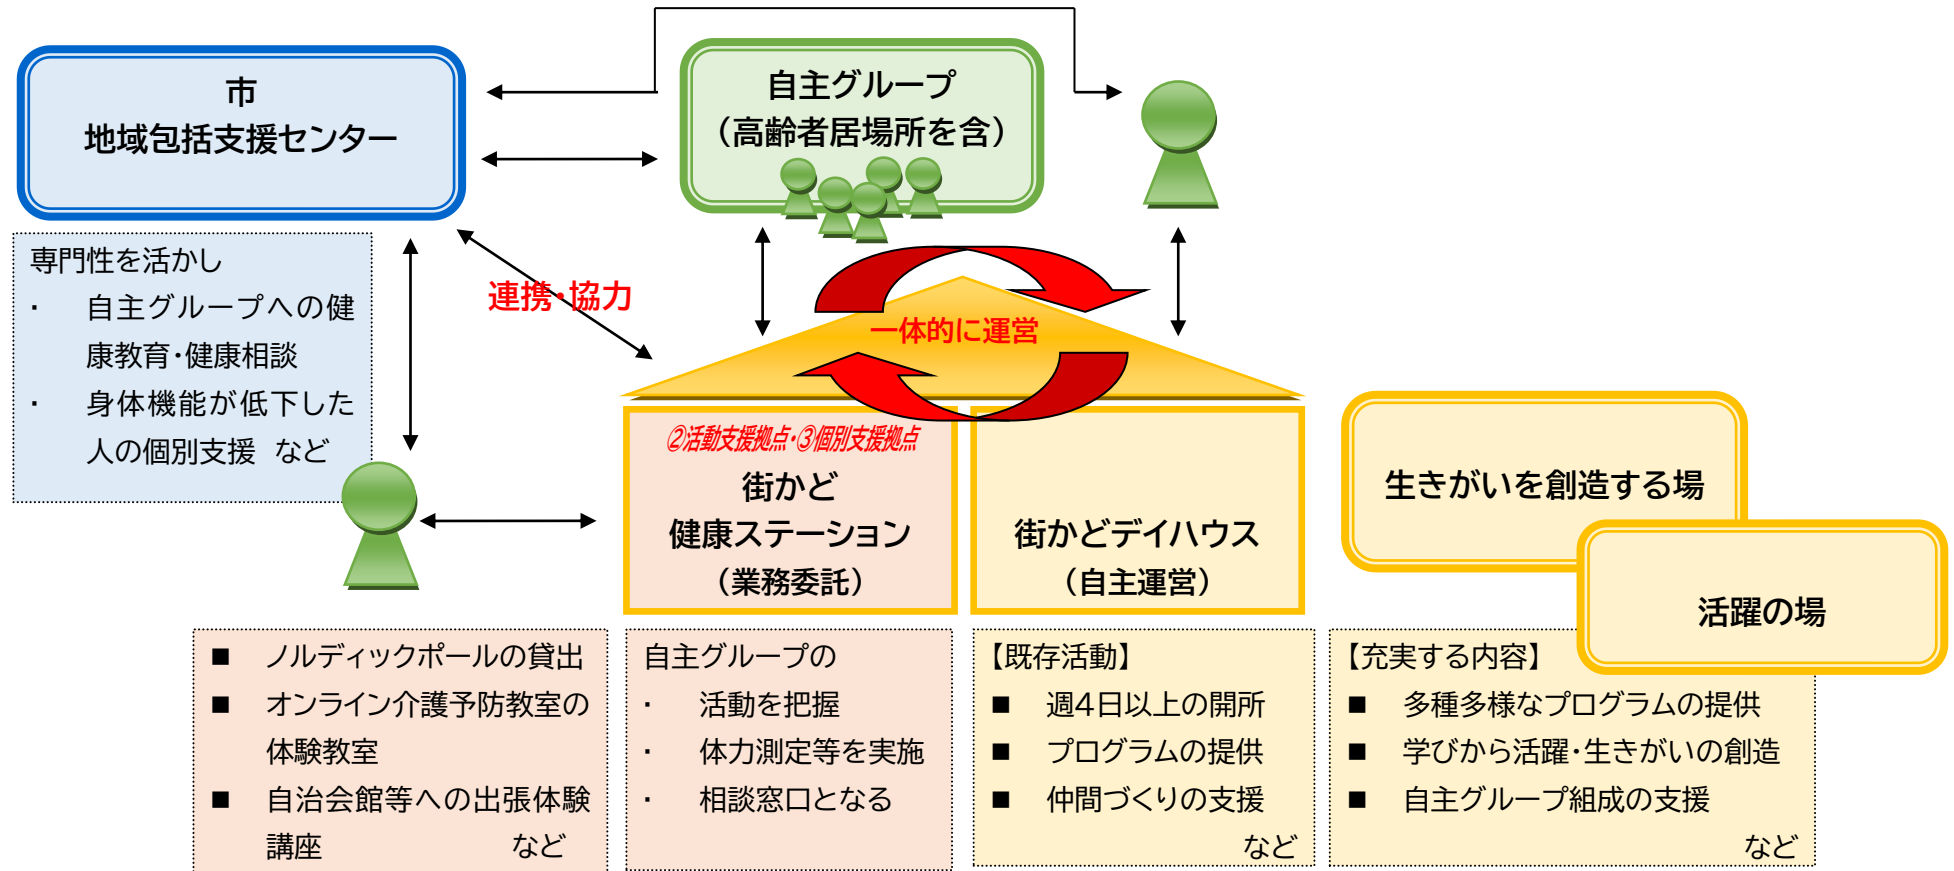 市
地域包括支援センター
自主グループ
（高齢者居場所を含）
専門性を活かし
・ 自主グループへの健
康教育・健康相談
・ 身体機能が低下した
人の個別支援 など
連携・協力
一体的に運営
②活動支援拠点・③個別支援拠点
街かど
健康ステーション
（業務委託）
街かどデイハウス
（自主運営）
生きがいを創造する場
活躍の場
■ ノルディックポールの貸出
■ オンライン介護予防教室の
体験教室
■ 自治会館等への出張体験
講座 など
自主グループの
・ 活動を把握
・ 体力測定等を実施
・ 相談窓口となる
【既存活動】
■ 週4日以上の開所
■ プログラムの提供
■ 仲間づくりの支援
など
【充実する内容】
■ 多種多様なプログラムの提供
■ 学びから活躍・生きがいの創造
■ 自主グループ組成の支援
など